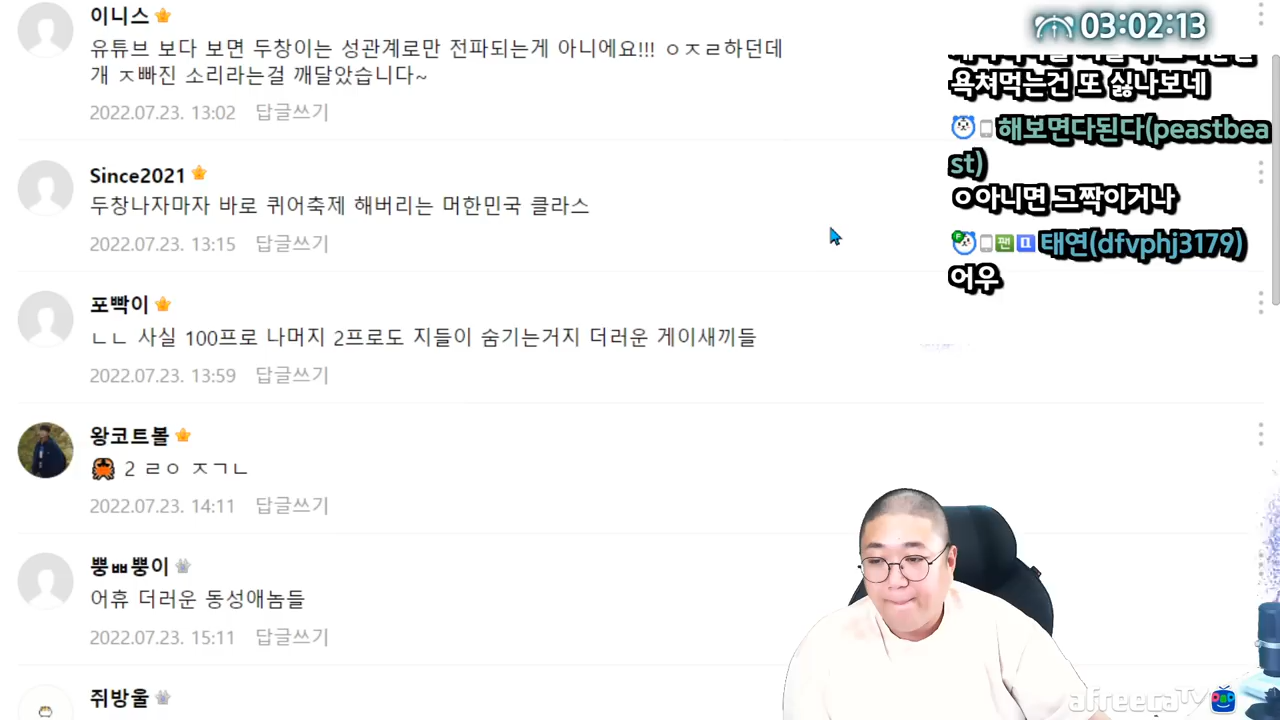 이니스
유튜브 보다 보면 두창이는 성관계로만 전파되는게 아니에요!!! ㅇㅈㄹ하던데
개 ㅈ빠진 소리라는걸 깨달았습니다~
2022.07.23. 13:02 답글쓰기
Since2021
두창나자마자 바로 퀴어축제 해버리는 머한민국 클라스
2022.07.23. 13:15 답글쓰기
포빡이
ㄴㄴ 사실 100프로 나머지 2프로도 지들이 숨기는거지 더러운 게이새끼들
2022.07.23. 13:59 답글쓰기
왕코트볼
2 ㄹㅇ ㅈㄱㄴ
2022.07.23. 14:11 답글쓰기
뿡ㅃ뿡이
어휴 더러운 동성애놈들
2022.07.23. 15:11 답글쓰기
쥐방울
03:02:13
욕쳐먹는건 또 싫나보네
해보면다된다(peastbea
st)
ㅇ아니면 그짝이거나
태연(dfvphj3179)
어우
afreecaTV